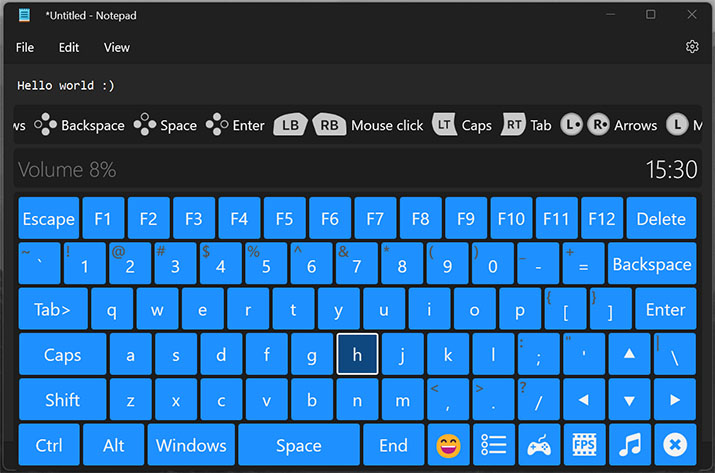 *Untitled - Notepad
File Edit View
Hello world :)
ws Backspace Space Enter LB RB Mouse click LT Caps RT Tab L R Arrows L M
Volume 8% 15:30
Escape F1 F2 F3 F4 F5 F6 F7 F8 F9 F10 F11 F12 Delete
~ ` ! 1 @ 2 # 3 $ 4 % 5 ^ 6 & 7 * 8 ( 9 ) 0 _ - + = Backspace
Tab> q w e r t y u i o p { [ } ] Enter
Caps a s d f g h j k l : ; " ' ▲ | \
Shift z x c v b n m < , > . ? / ◀ ▼ ▶
Ctrl Alt Windows Space End FPS